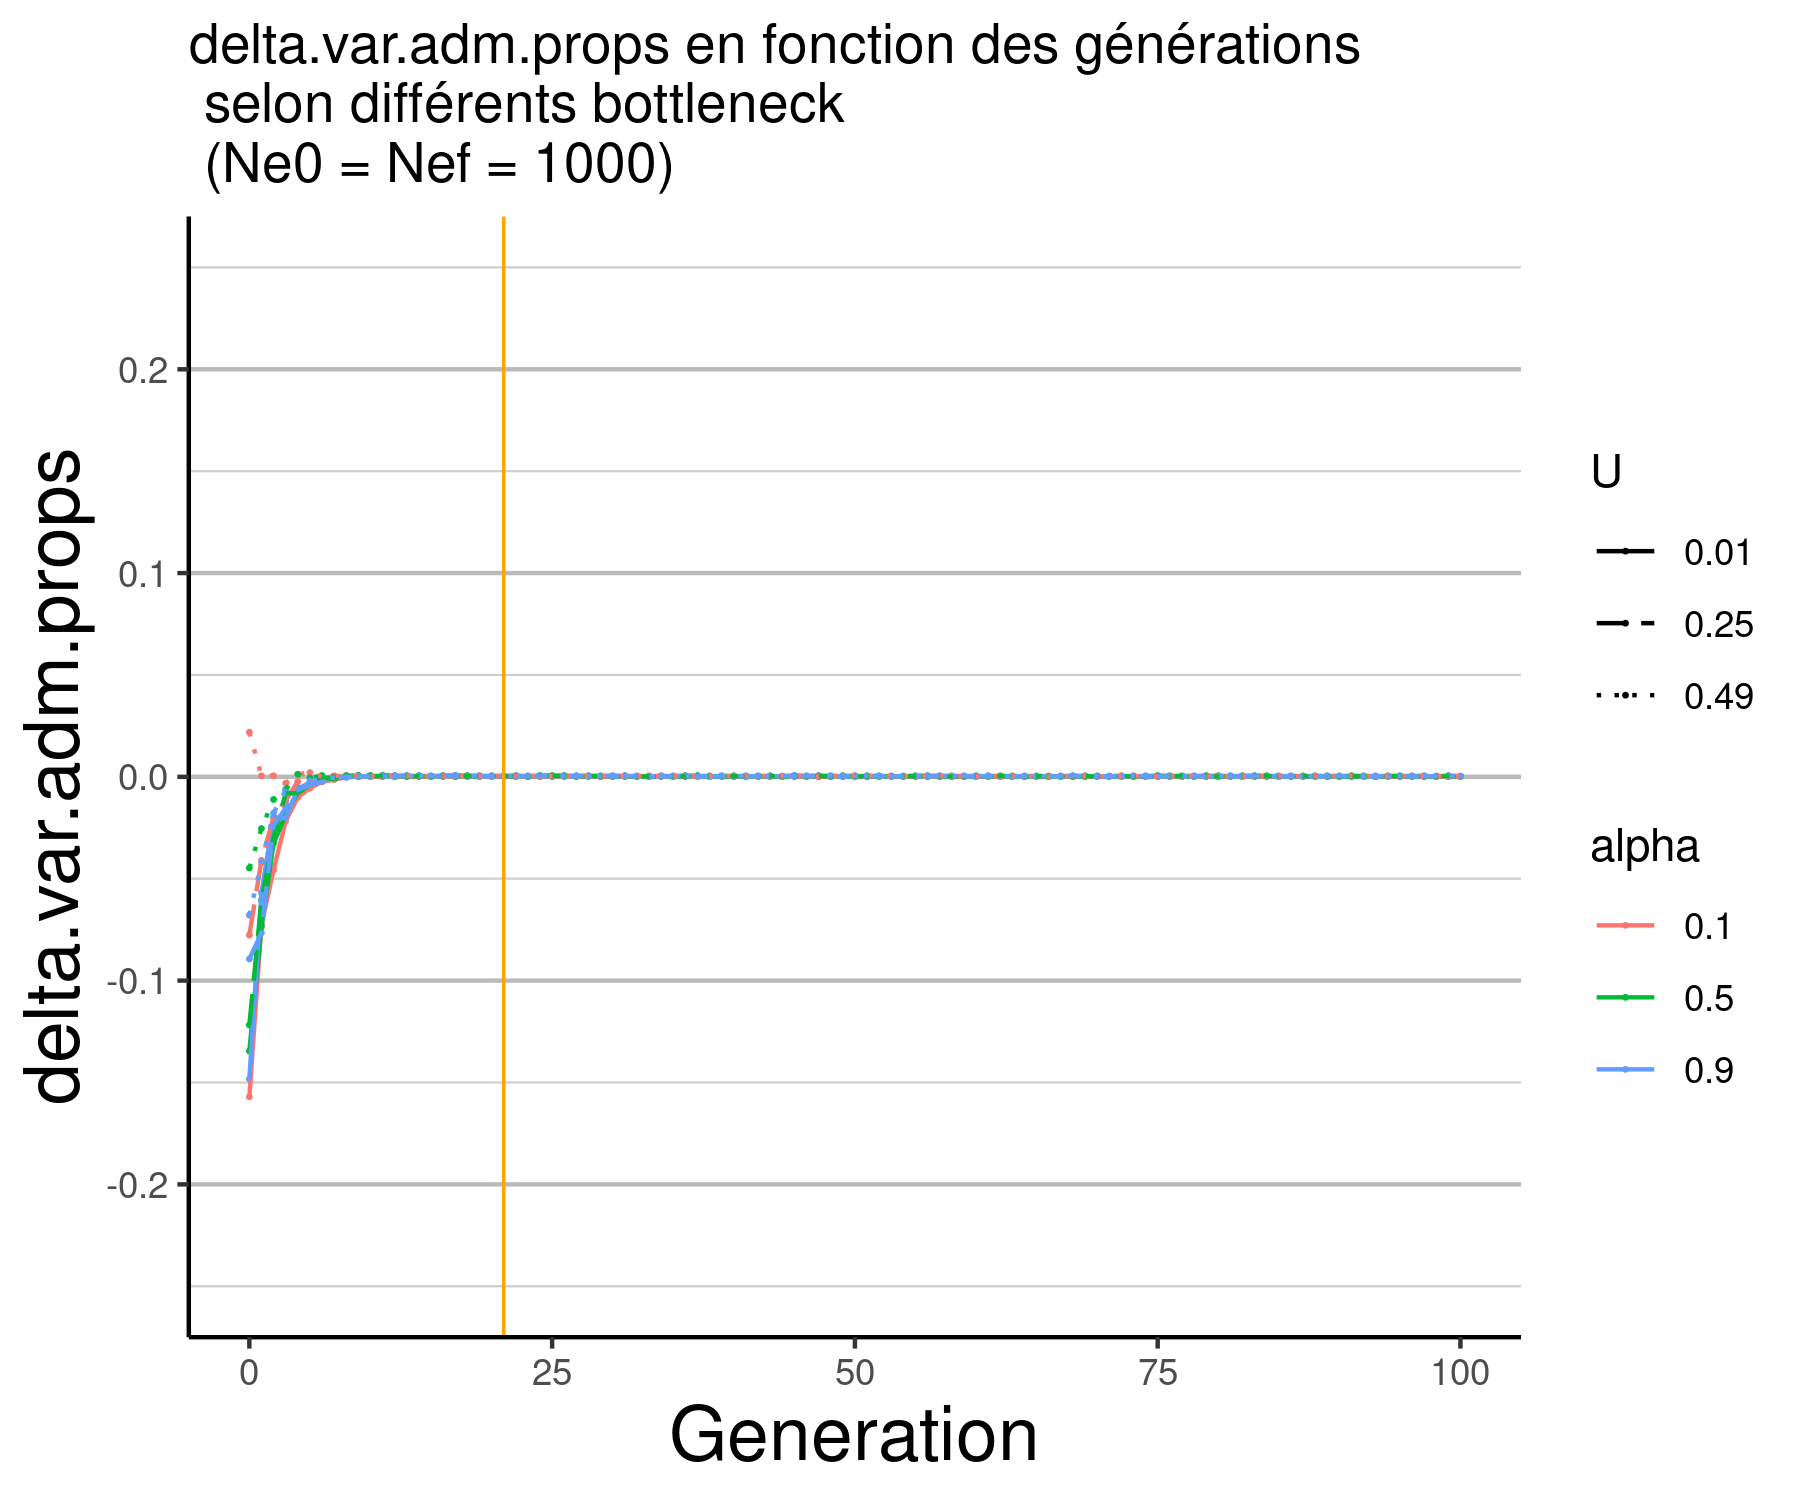 delta.var.adm.props en fonction des générations
selon différents bottleneck
(Ne0 = Nef = 1000)
delta.var.adm.props
0.2
0.1
0.0
-0.1
-0.2
0
25
50
75
100
Generation
U
0.01
0.25
0.49
alpha
0.1
0.5
0.9